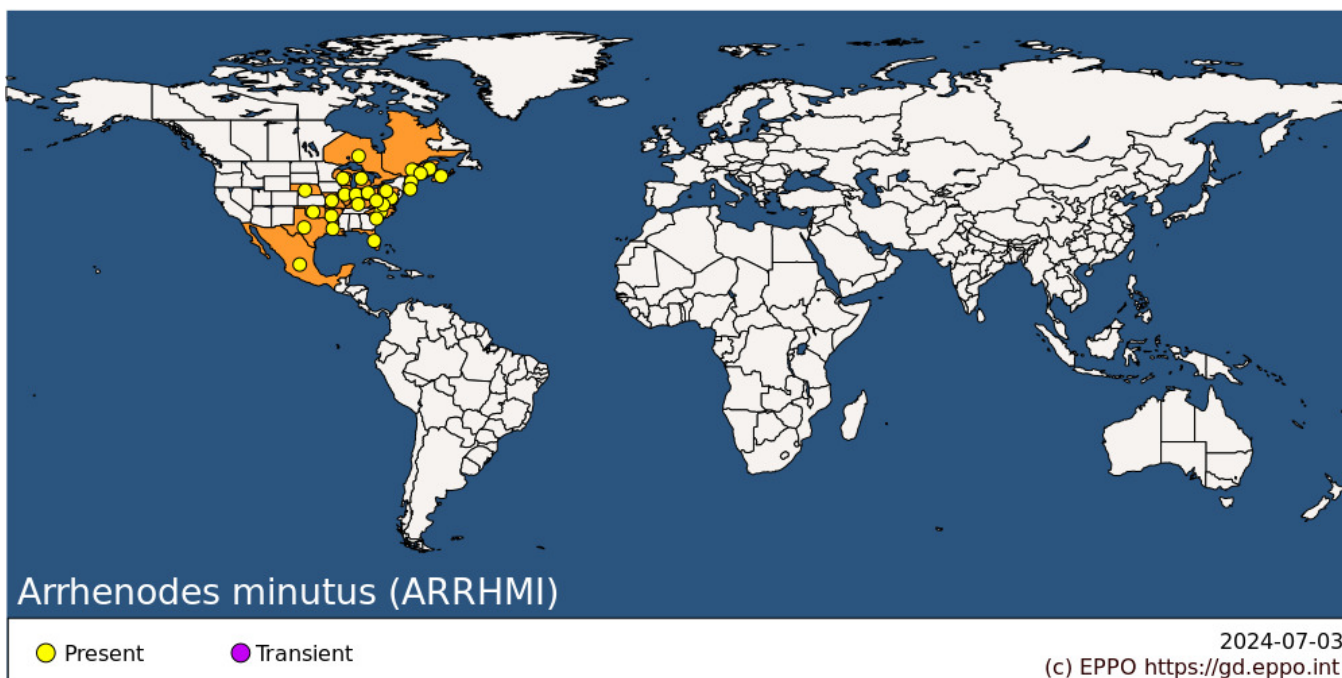 Arrhenodes minutus (ARRHMI)
Present
Transient
2024-07-03
(c) EPPO https://gd.eppo.int